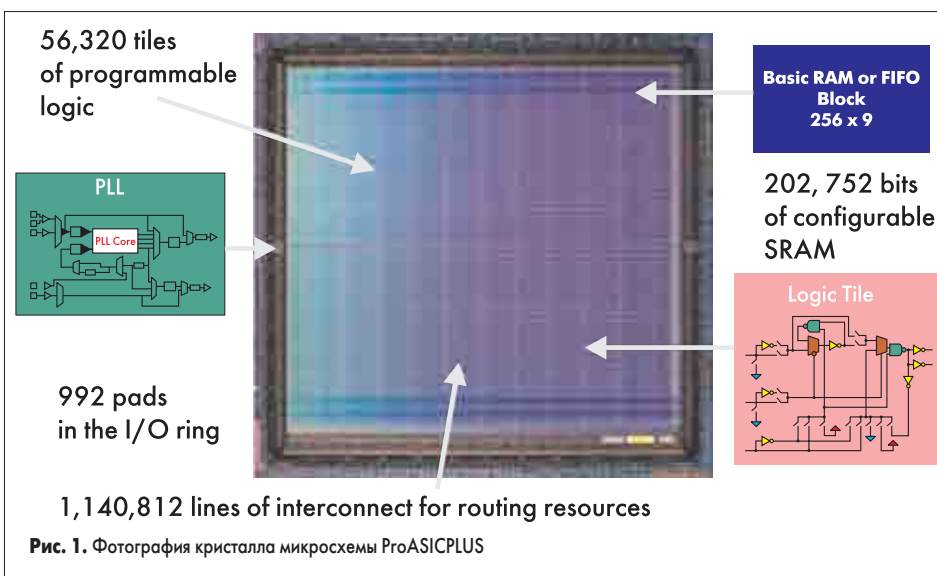 56,320 tiles
of programmable
logic
Basic RAM or FIFO
Block
256 x 9
PLL
PLL Core
202, 752 bits
of configurable
SRAM
Logic Tile
992 pads
in the I/O ring
1,140,812 lines of interconnect for routing resources
Рис. 1. Фотография кристалла микросхемы ProASICPLUS